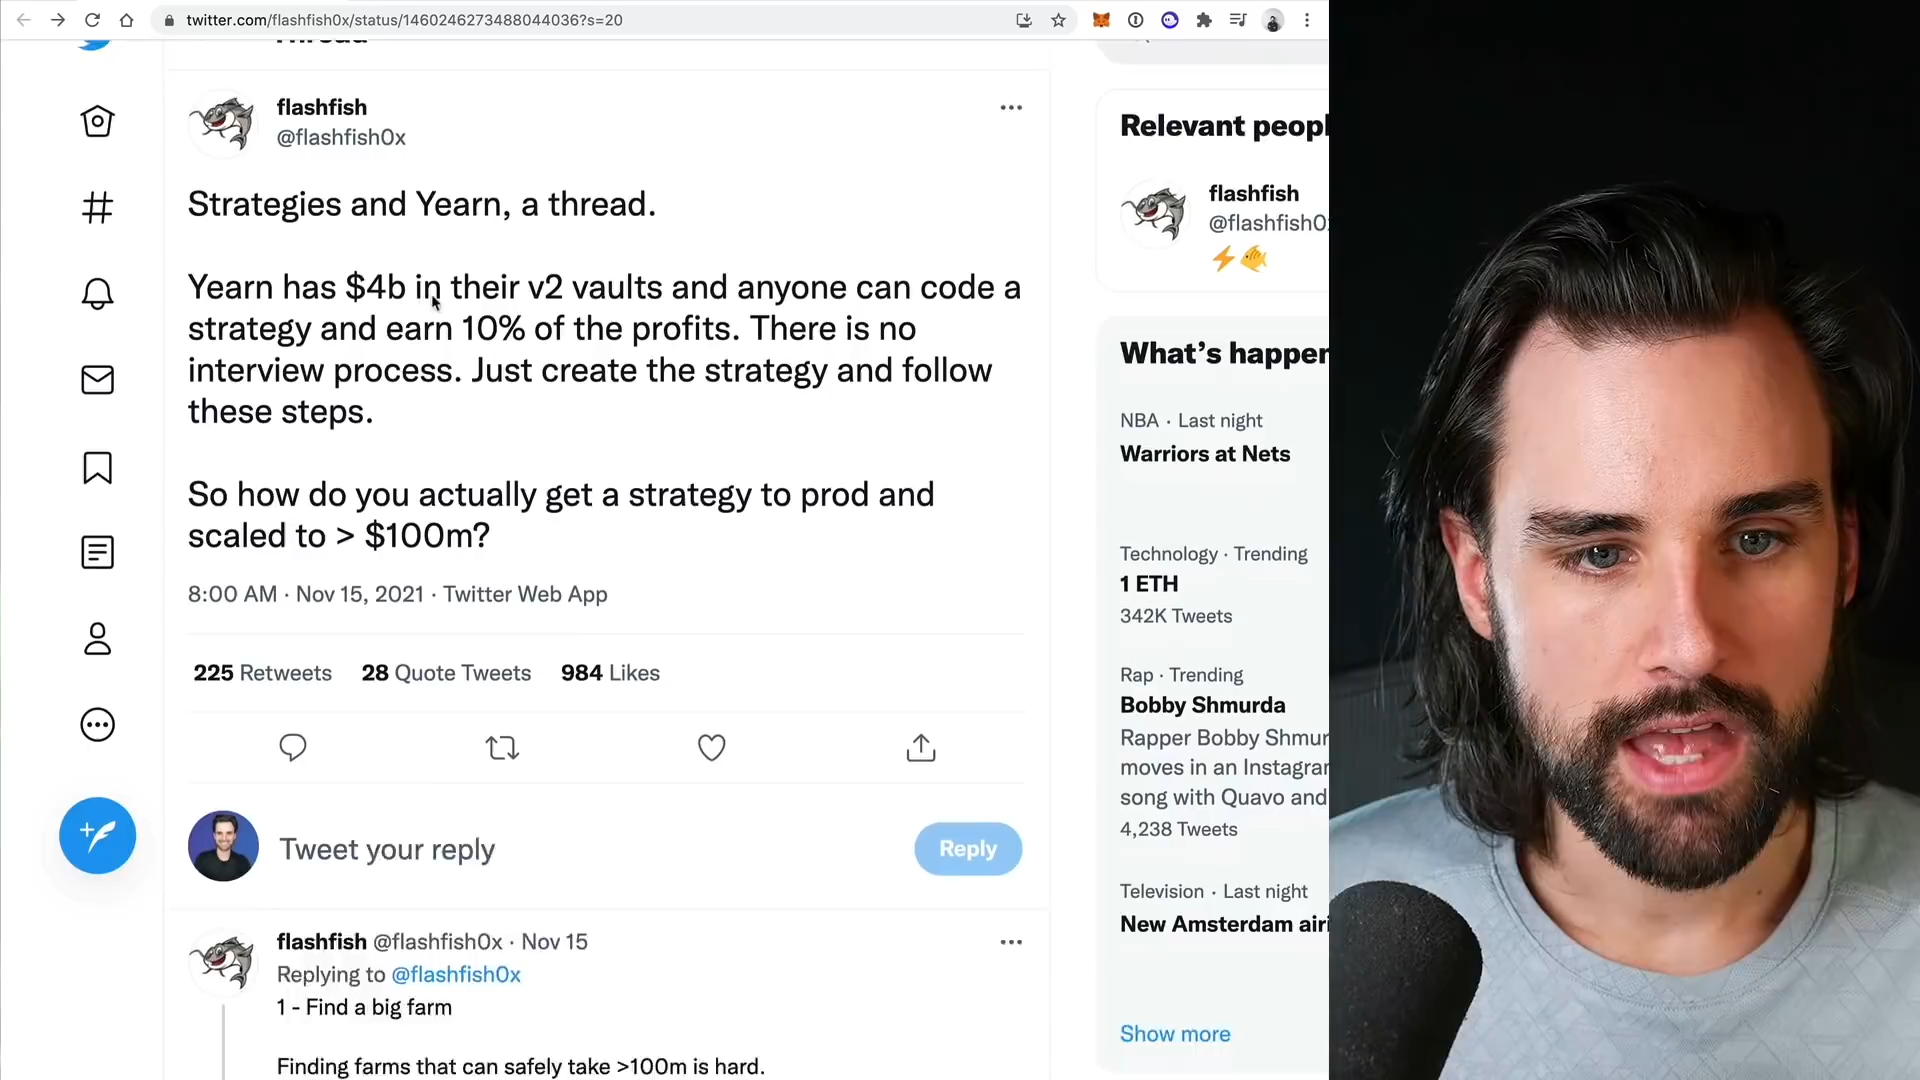 twitter.com/flashfish0x/status/1460246273488044036?s=20
Thread
flashfish
@flashfish0x
Strategies and Yearn, a thread.
Yearn has $4b in their v2 vaults and anyone can code a
strategy and earn 10% of the profits. There is no
interview process. Just create the strategy and follow
these steps.
So how do you actually get a strategy to prod and
scaled to > $100m?
8:00 AM · Nov 15, 2021 · Twitter Web App
225 Retweets 28 Quote Tweets 984 Likes
Tweet your reply
Reply
flashfish @flashfish0x · Nov 15
Replying to @flashfish0x
1 - Find a big farm
Finding farms that can safely take >100m is hard.
Relevant peopl
flashfish
@flashfish0
What's happen
NBA · Last night
Warriors at Nets
Technology · Trending
1 ETH
342K Tweets
Rap · Trending
Bobby Shmurda
Rapper Bobby Shmur
moves in an Instagran
song with Quavo and
4,238 Tweets
Television · Last night
New Amsterdam airi
Show more